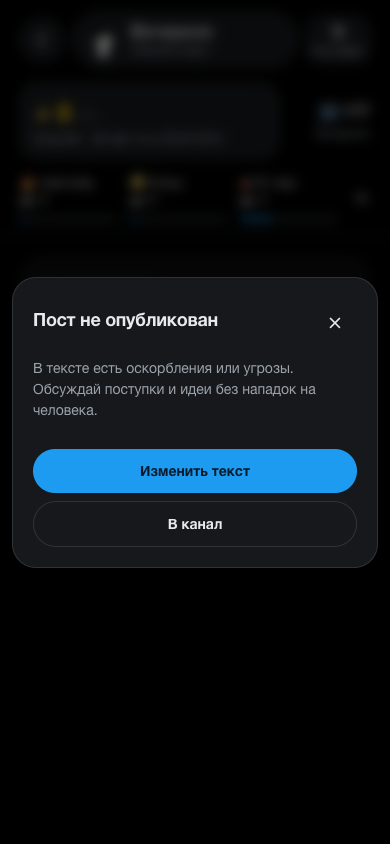 Пост не опубликован
В тексте есть оскорбления или угрозы.
Обсуждай поступки и идеи без нападок на
человека.
Изменить текст
В канал